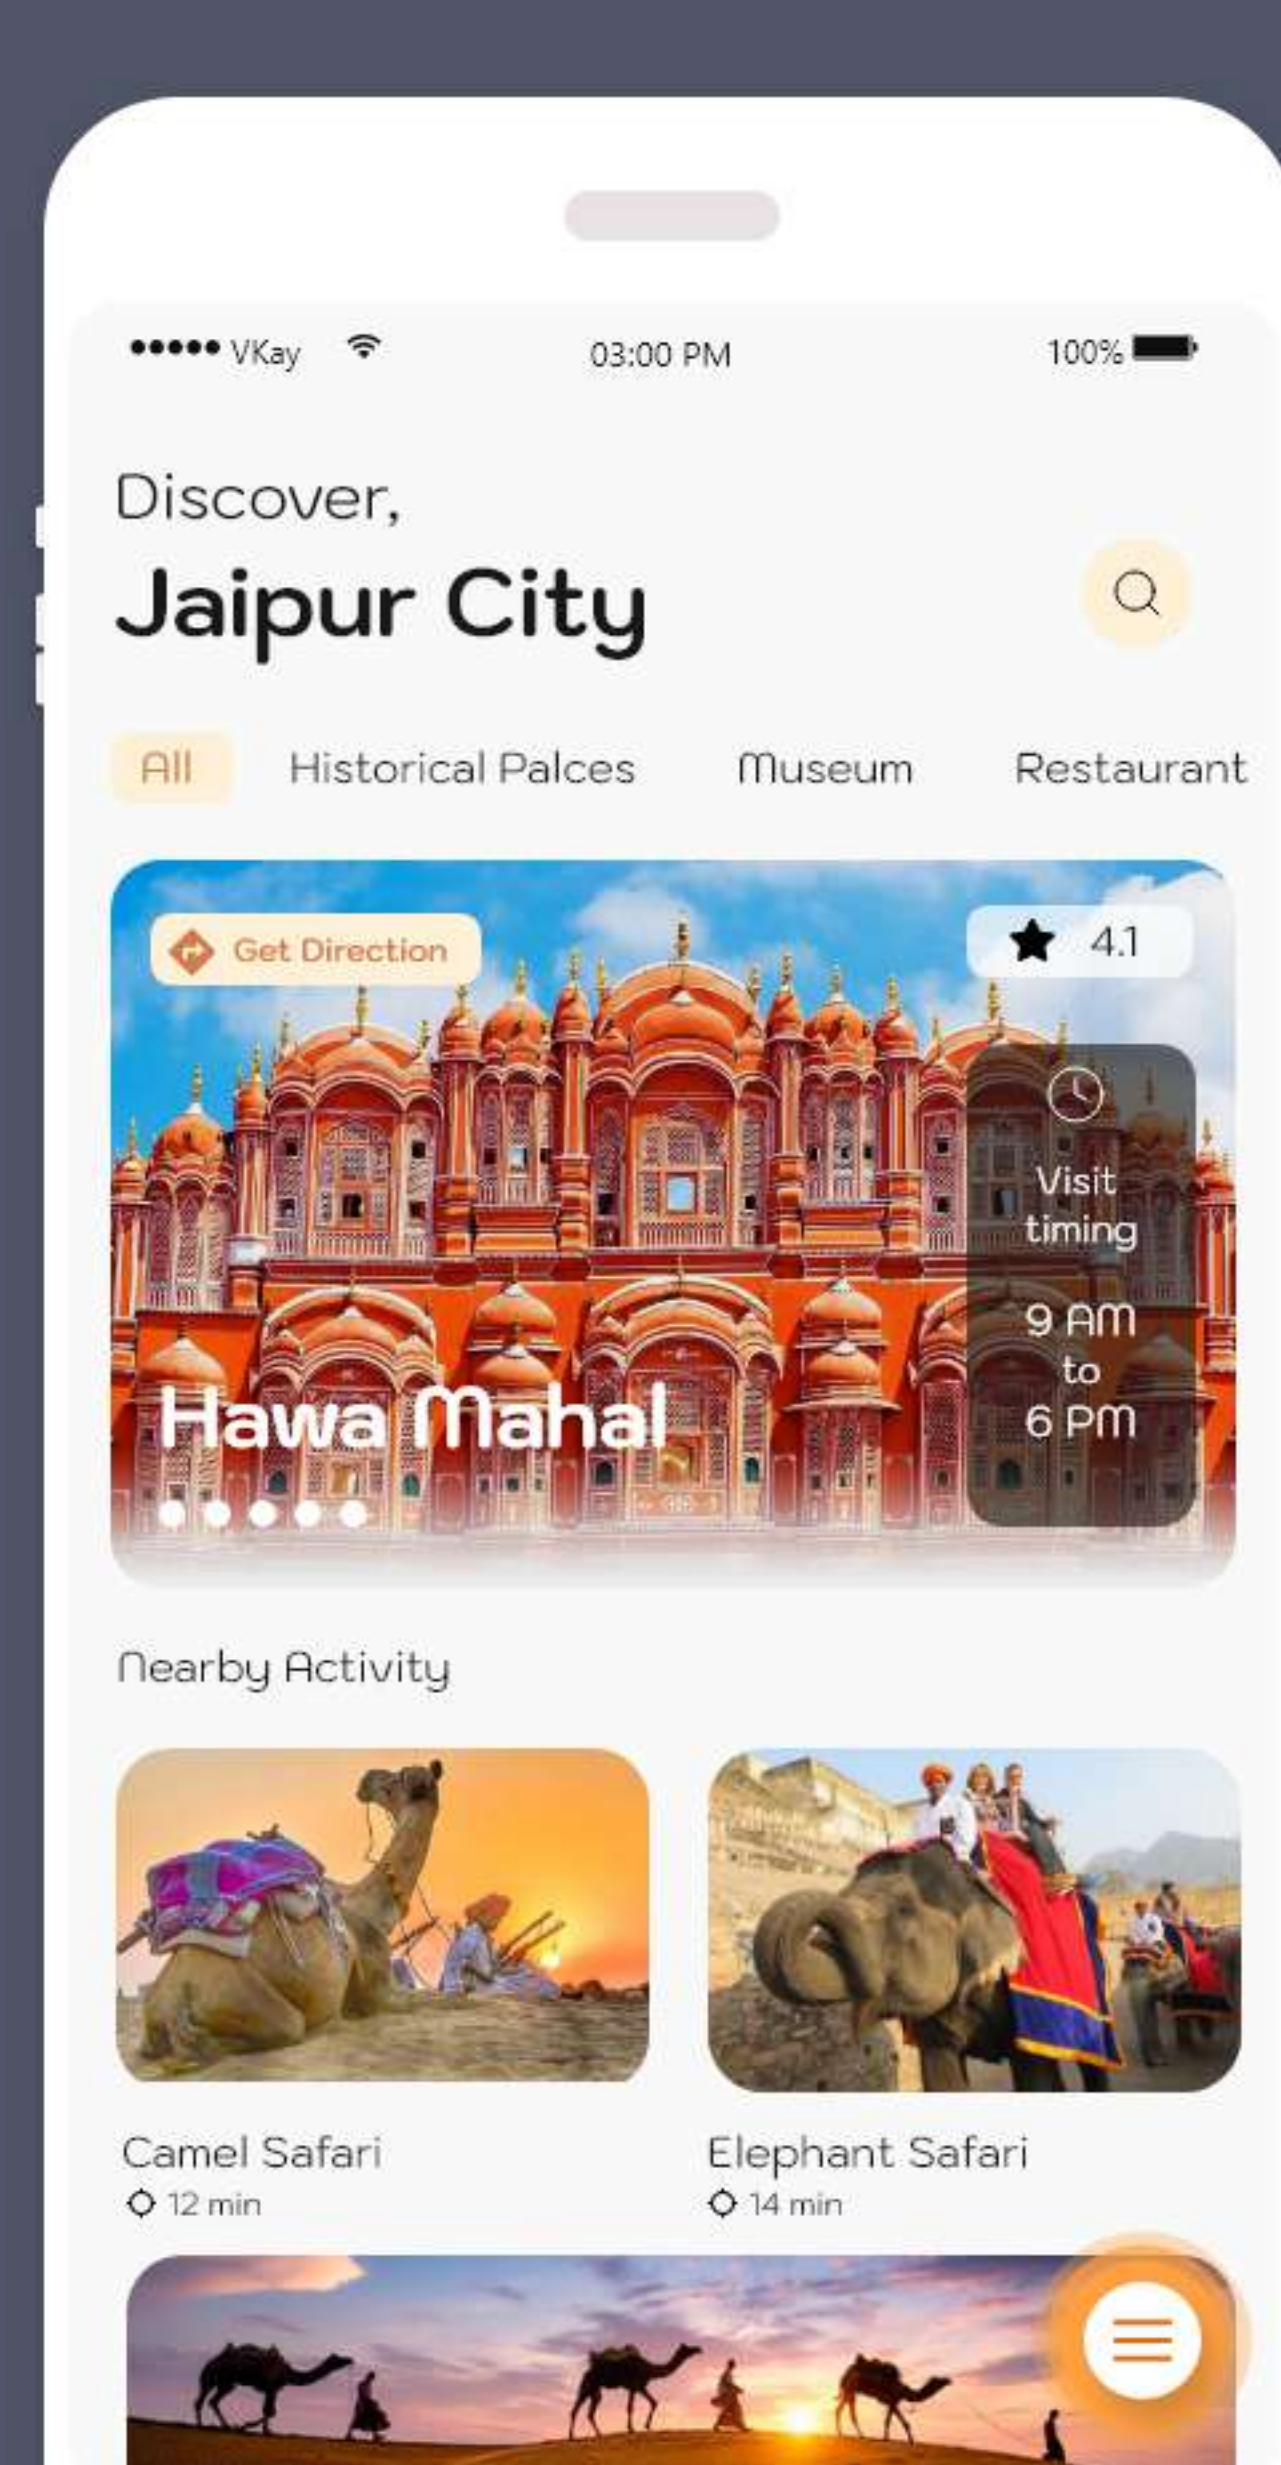 VKay
03:00 PM
100%
Discover,
Jaipur City
All
Historical Palces
Museum
Restaurant
Get Direction
4.1
Visit
timing
9 AM
to
6 PM
Hawa Mahal
Nearby Activity
Camel Safari
Elephant Safari
12 min
14 min